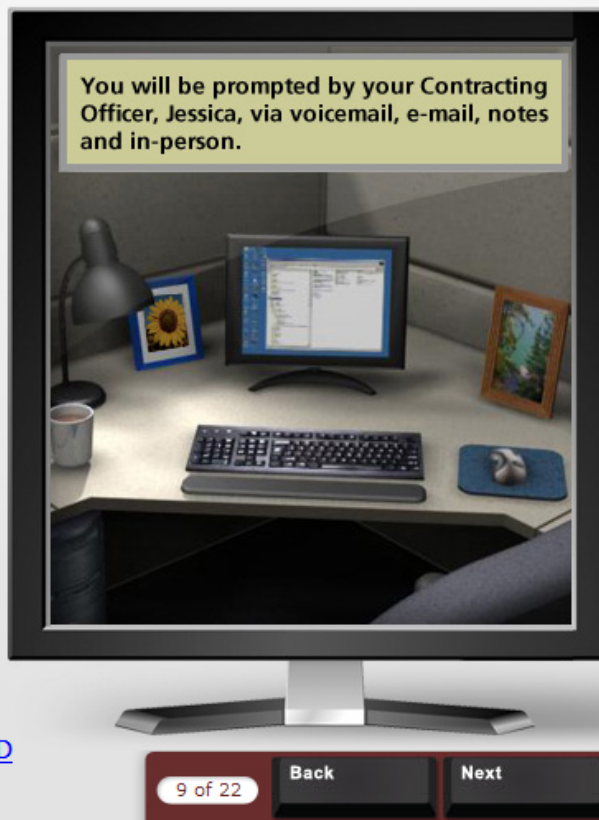 You will be prompted by your Contracting
Officer, Jessica, via voicemail, e-mail, notes
and in-person.
D
9 of 22
Back
Next